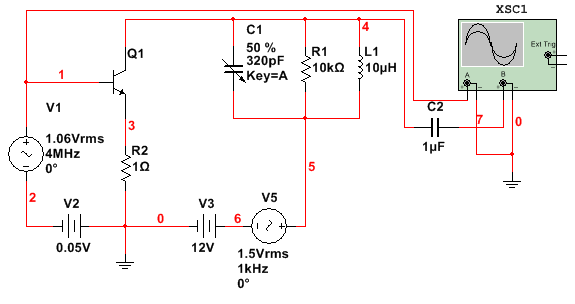 XSC1
Ext Trig
+
-
A
B
+
-
+
-
Q1
C1
50 %
320pF
Key=A
R1
10kΩ
L1
10µH
4
1
3
V1
1.06Vrms
4MHz
0°
R2
1Ω
C2
1µF
7
0
5
2
V2
0.05V
0
V3
12V
6
V5
1.5Vrms
1kHz
0°